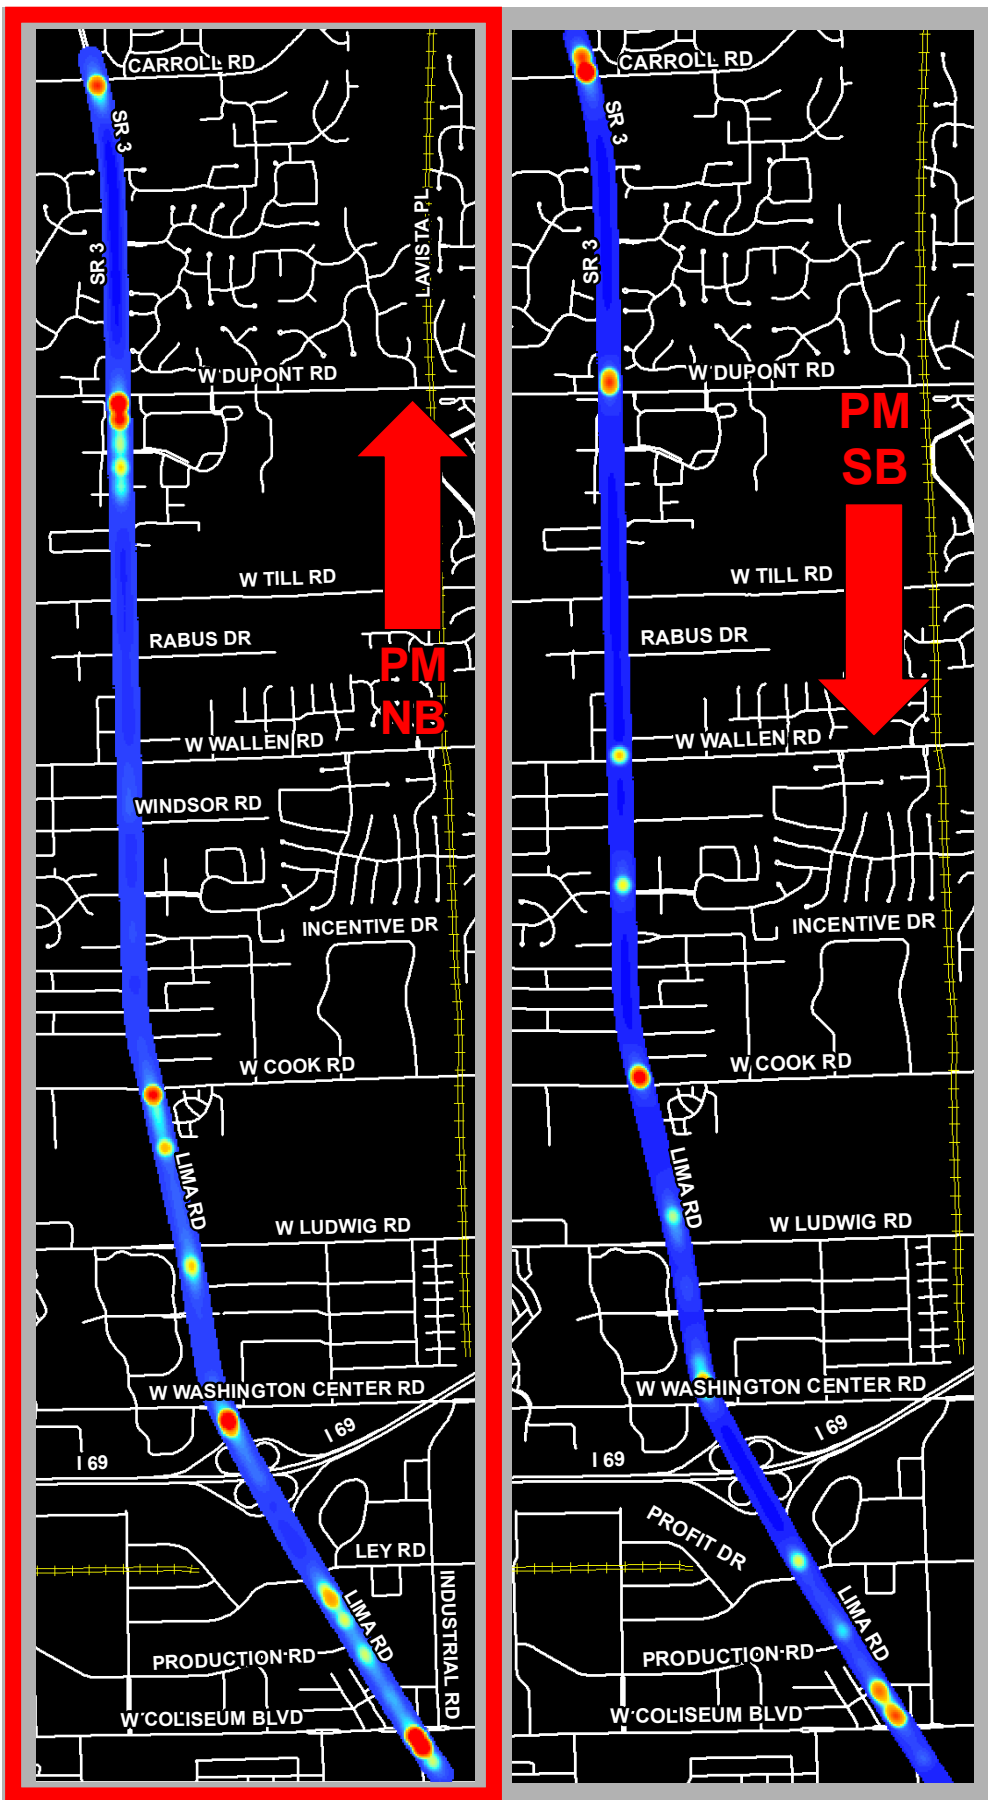 CARROLL RD
SR 3
LAVISTA PL
SR 3
W DUPONT RD
W TILL RD
RABUS DR
PM
NB
W WALLEN RD
WINDSOR RD
INCENTIVE DR
W COOK RD
LIMA RD
W LUDWIG RD
W WASHINGTON CENTER RD
I 69
I 69
LEY RD
INDUSTRIAL RD
LIMA RD
PRODUCTION RD
W COLISEUM BLVD
CARROLL RD
SR 3
SR 3
W DUPONT RD
PM
SB
W TILL RD
RABUS DR
W WALLEN RD
INCENTIVE DR
W COOK RD
LIMA RD
W LUDWIG RD
W WASHINGTON CENTER RD
I 69
I 69
PROFIT DR
LIMA RD
PRODUCTION RD
W COLISEUM BLVD